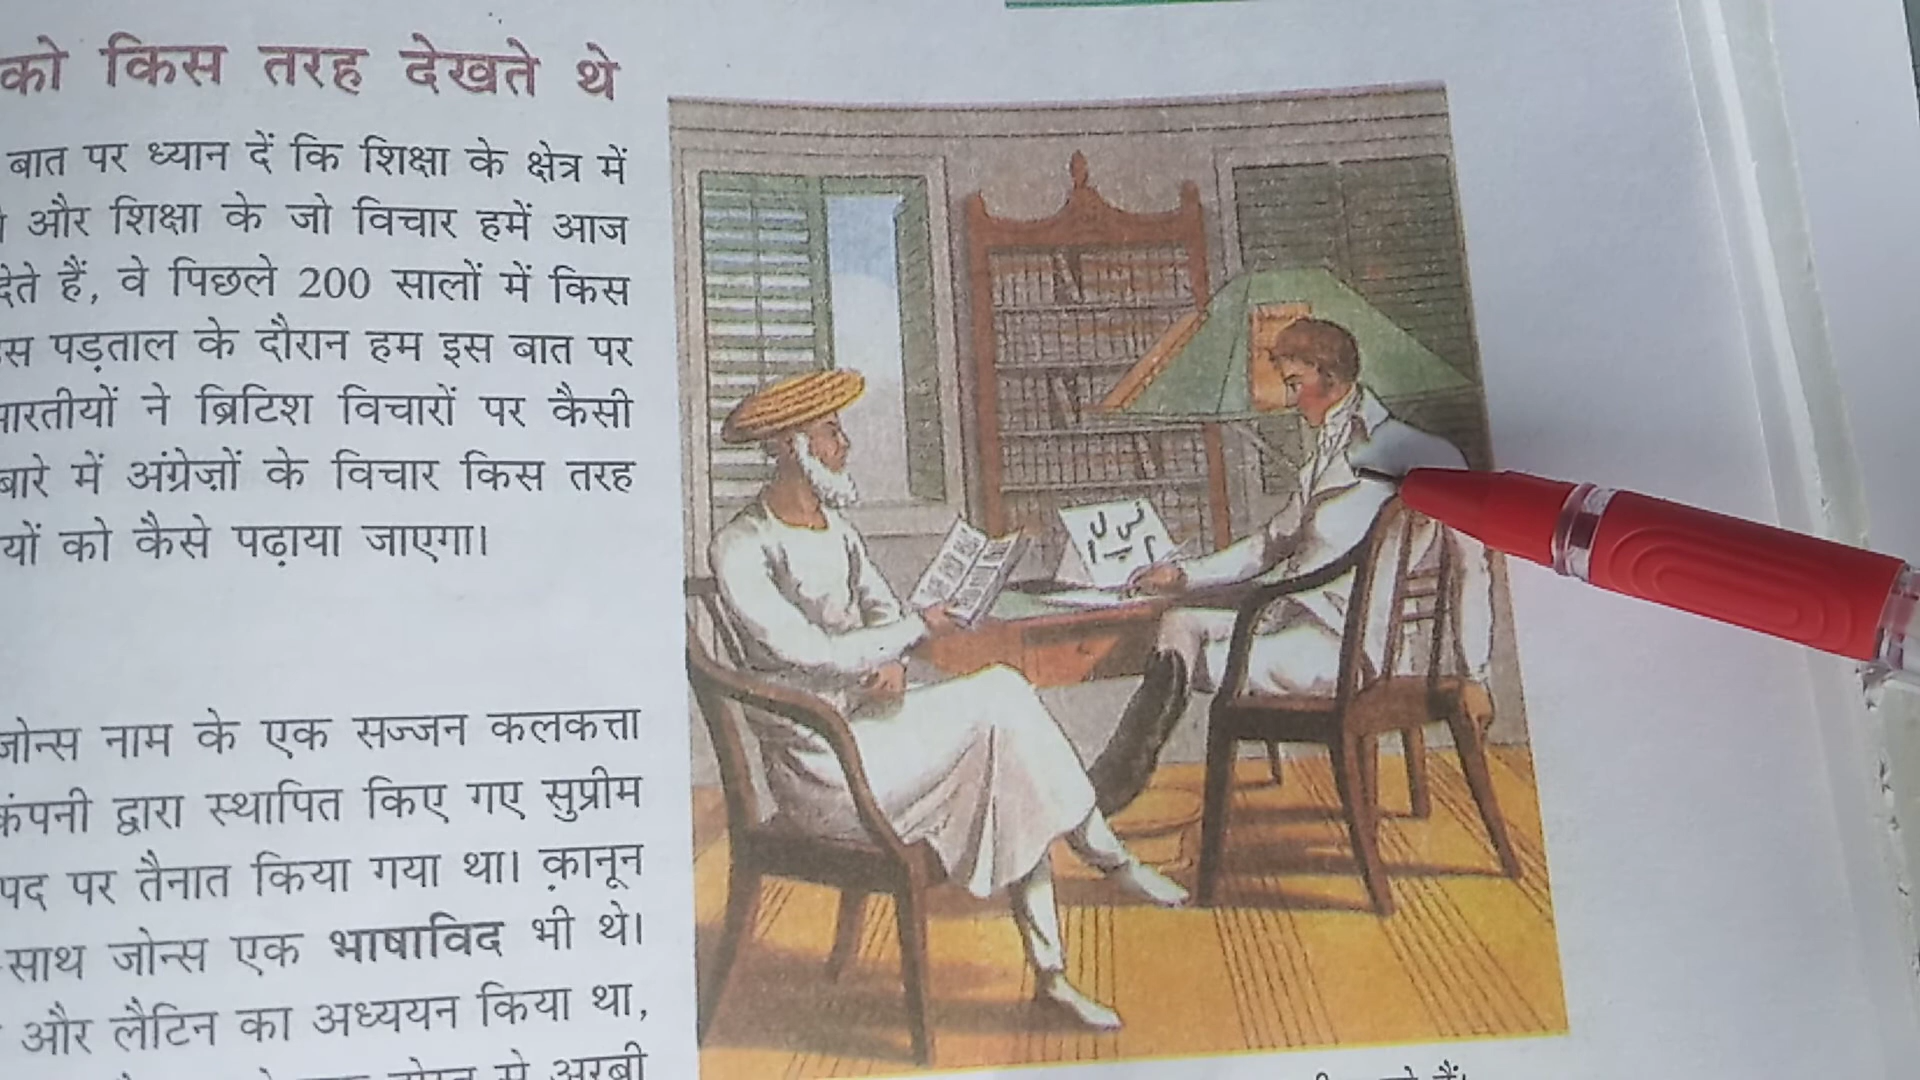 को किस तरह देखते थे
बात पर ध्यान दें कि शिक्षा के क्षेत्र में
और शिक्षा के जो विचार हमें आज
देते हैं, वे पिछले 200 सालों में किस
पड़ताल के दौरान हम इस बात पर
भारतीयों ने ब्रिटिश विचारों पर कैसी
बारे में अंग्रेज़ों के विचार किस तरह
को कैसे पढ़ाया जाएगा।
जोन्स नाम के एक सज्जन कलकत्ता
कंपनी द्वारा स्थापित किए गए सुप्रीम
पद पर तैनात किया गया था। क़ानून
साथ जोन्स एक भाषाविद भी थे।
और लैटिन का अध्ययन किया था,
से अरबी